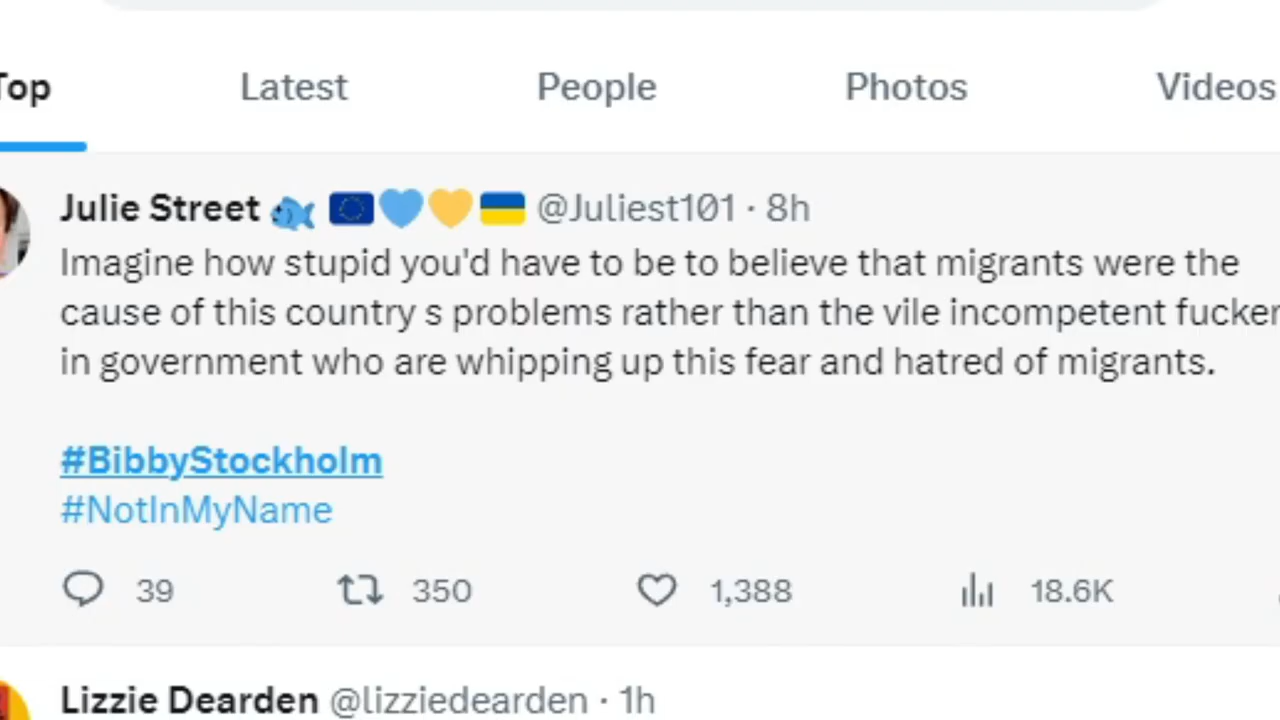 Top Latest People Photos Videos
Julie Street @Juliest101 · 8h
Imagine how stupid you'd have to be to believe that migrants were the
cause of this country s problems rather than the vile incompetent fucker
in government who are whipping up this fear and hatred of migrants.
#BibbyStockholm
#NotInMyName
39 350 1,388 18.6K
Lizzie Dearden @lizziedearden · 1h